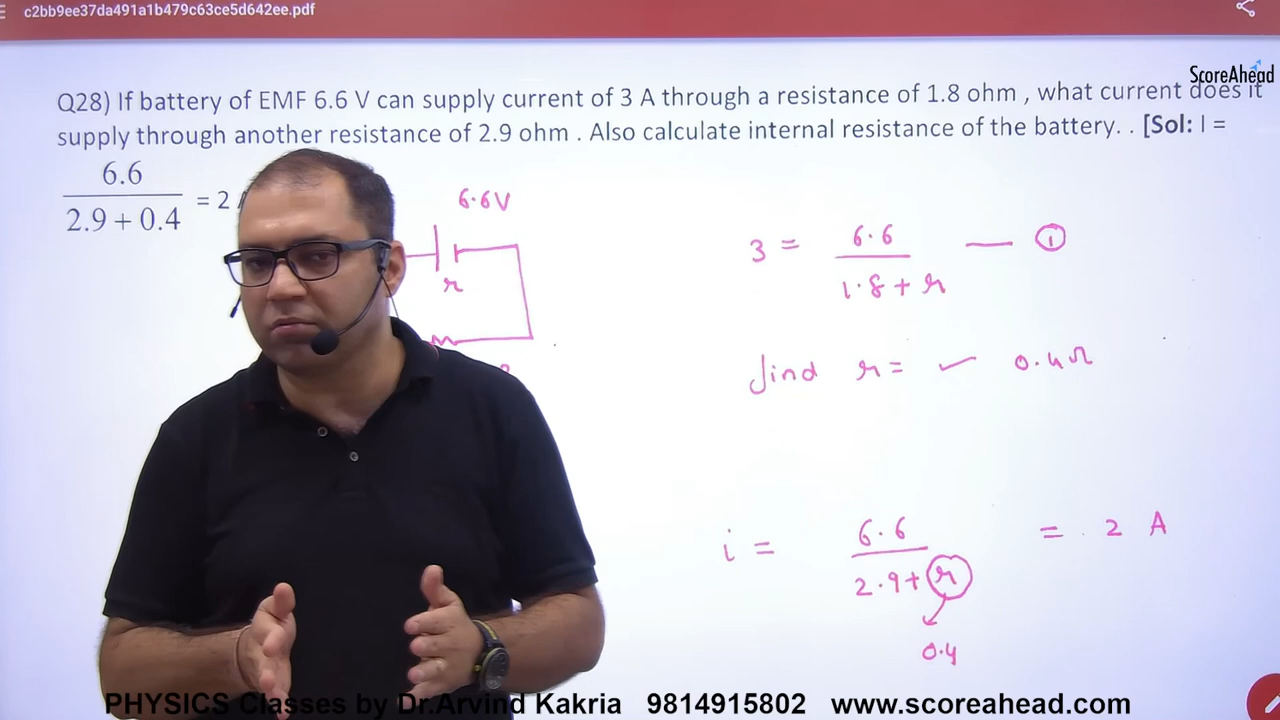 c2bb9ee37da491a1b479c63ce5d642ee.pdf
ScoreAhead
Q28) If battery of EMF 6.6 V can supply current of 3 A through a resistance of 1.8 ohm , what current does it
supply through another resistance of 2.9 ohm . Also calculate internal resistance of the battery. . [Sol: I =
6.6
2.9 + 0.4
= 2
6.6V
r
3 = 6.6
1.8 + r
1
find r = ✓ 0.4Ω
i = 6.6
2.9 + r
= 2 A
0.4
PHYSICS Classes by Dr.Arvind Kakria 9814915802 www.scoreahead.com